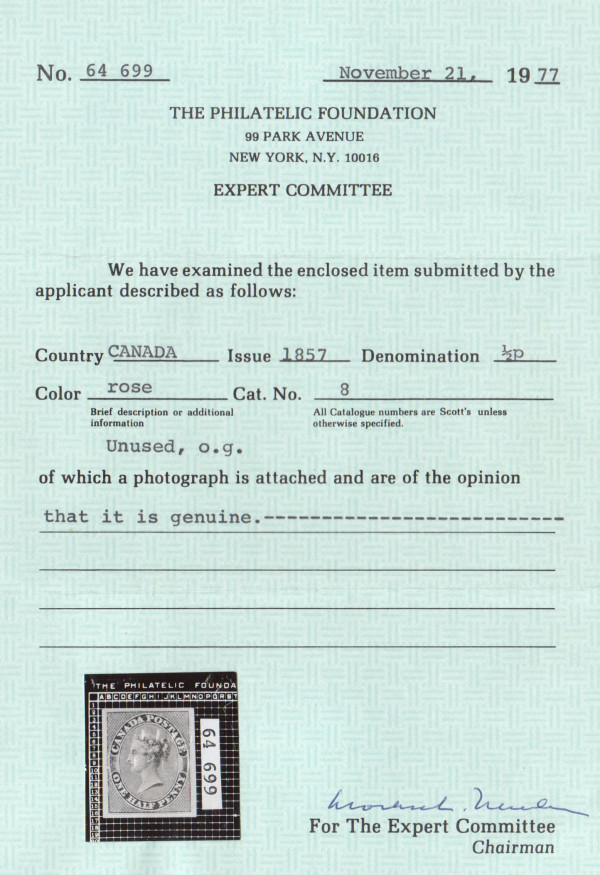 No. 64 699 November 21, 1977
THE PHILATELIC FOUNDATION
99 PARK AVENUE
NEW YORK, N.Y. 10016
EXPERT COMMITTEE
We have examined the enclosed item submitted by the
applicant described as follows:
Country CANADA Issue 1857 Denomination ½p
Color rose Cat. No. 8
Brief description or additional
information
All Catalogue numbers are Scott's unless
otherwise specified.
Unused, o.g.
of which a photograph is attached and are of the opinion
that it is genuine.--------------------------
THE PHILATELIC FOUNDA
ABCDEFGHIJKLMNOPQRST
CANADA POSTAGE
ONE HALF PENNY
64 699
For The Expert Committee
Chairman